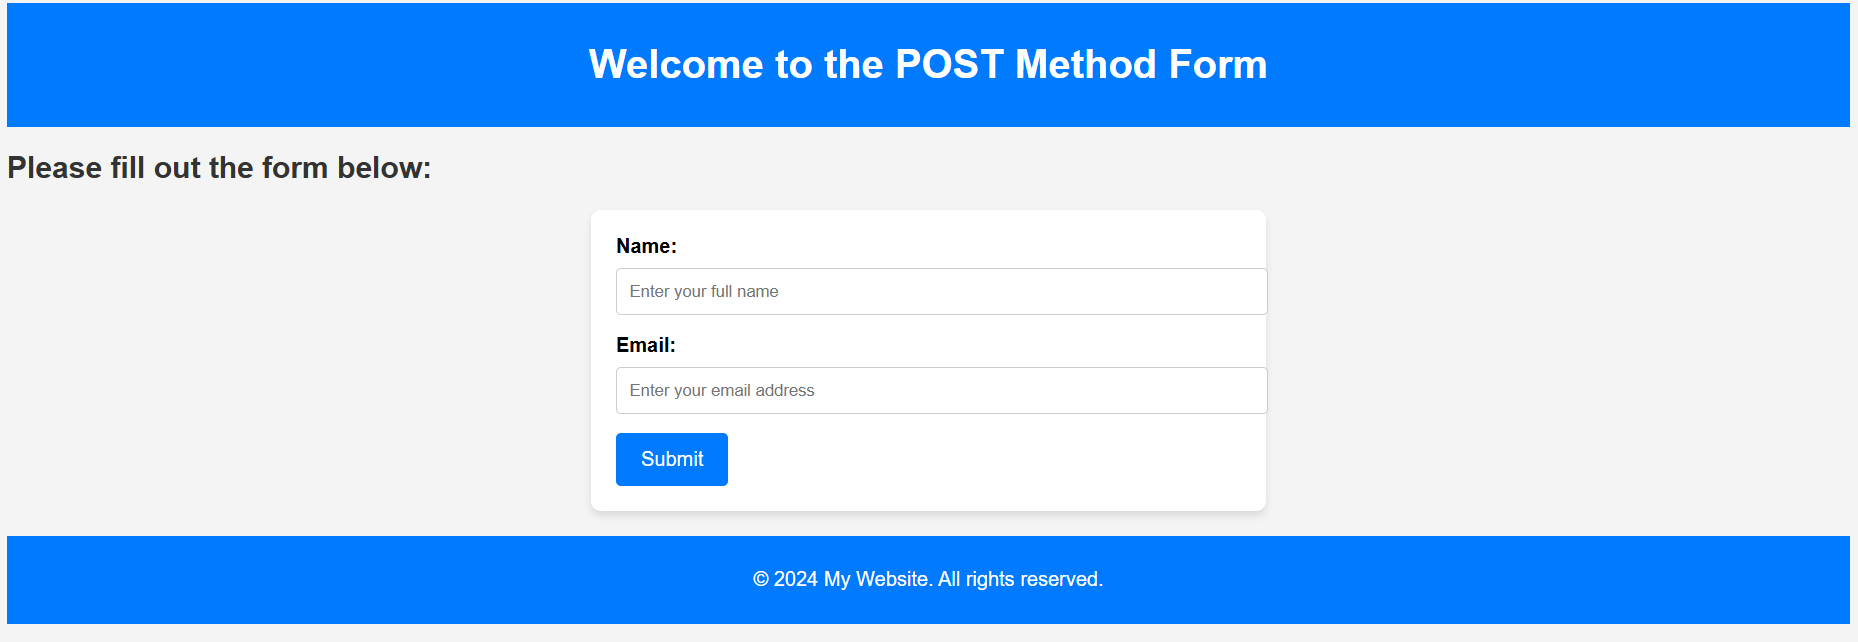 Welcome to the POST Method Form
Please fill out the form below:
Name:
Enter your full name
Email:
Enter your email address
Submit
© 2024 My Website. All rights reserved.